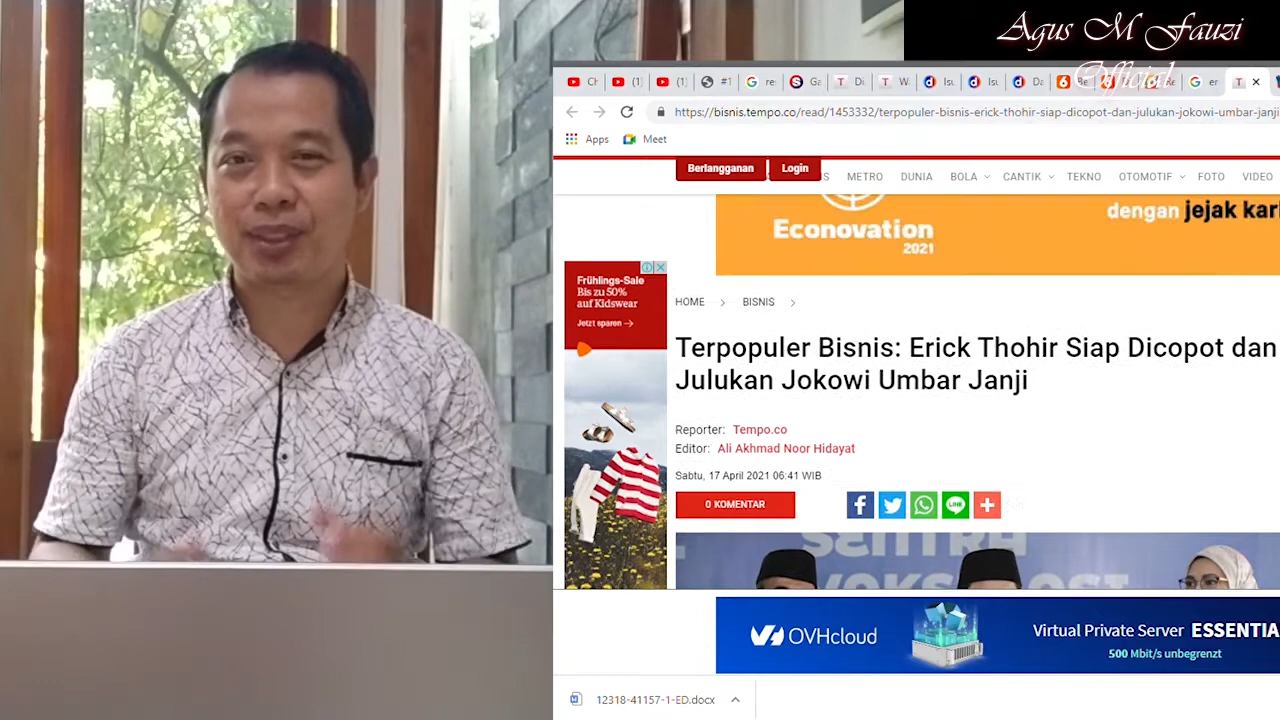 Agus M Fauzi
Official
https://bisnis.tempo.co/read/1453332/terpopuler-bisnis-erick-thohir-siap-dicopot-dan-julukan-jokowi-umbar-janji
Apps
Meet
Berlangganan
Login
METRO
DUNIA
BOLA
CANTIK
TEKNO
OTOMOTIF
FOTO
VIDEO
Econovation
2021
dengan jejak
Frühlings-Sale
Bis zu 50%
auf Kidswear
Jetzt sparen →
HOME
BISNIS
Terpopuler Bisnis: Erick Thohir Siap Dicopot dan
Julukan Jokowi Umbar Janji
Reporter: Tempo.co
Editor: Ali Akhmad Noor Hidayat
Sabtu, 17 April 2021 06:41 WIB
0 KOMENTAR
OVHcloud
Virtual Private Server
500 Mbit/s unbegrenzt
12318-41157-1-ED.docx